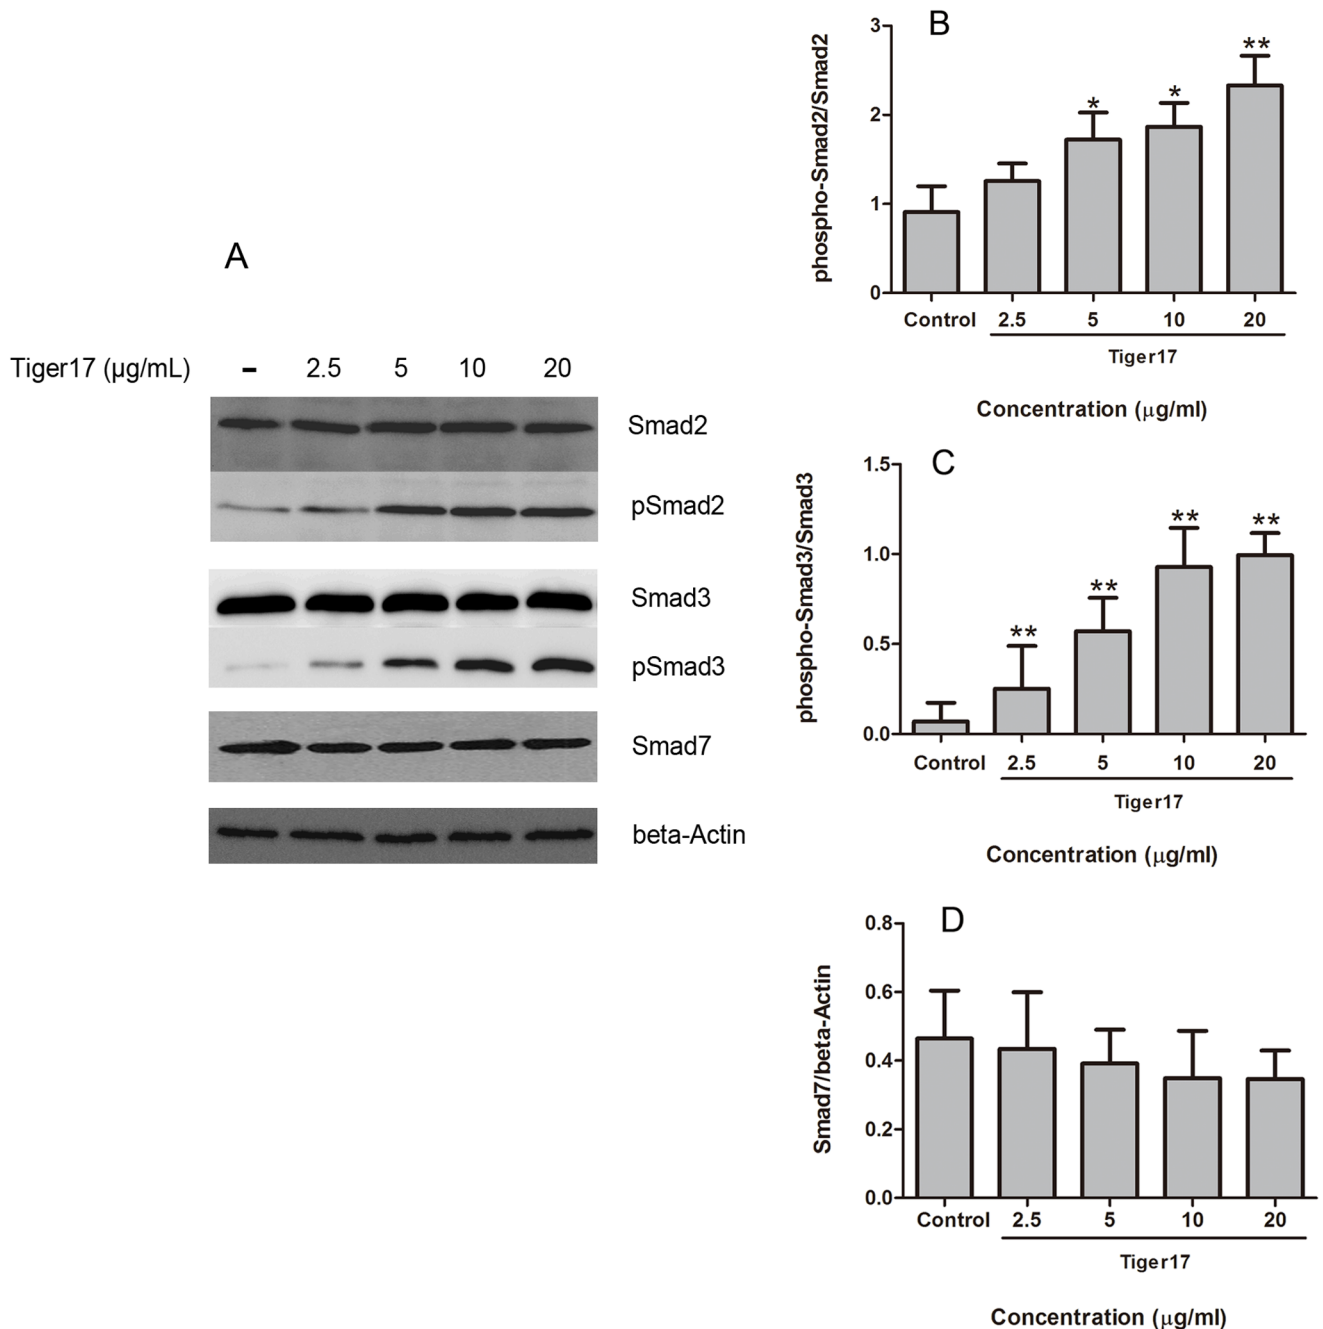 A
Tiger17 (µg/mL) – 2.5 5 10 20
Smad2
pSmad2
Smad3
pSmad3
Smad7
beta-Actin
B
phospho-Smad2/Smad2
3
2
1
0
* * **
Control 2.5 5 10 20
Tiger17
Concentration (μg/ml)
C
phospho-Smad3/Smad3
1.5
1.0
0.5
0.0
** ** ** **
Control 2.5 5 10 20
Tiger17
Concentration (μg/ml)
D
Smad7/beta-Actin
0.8
0.6
0.4
0.2
0.0
Control 2.5 5 10 20
Tiger17
Concentration (μg/ml)